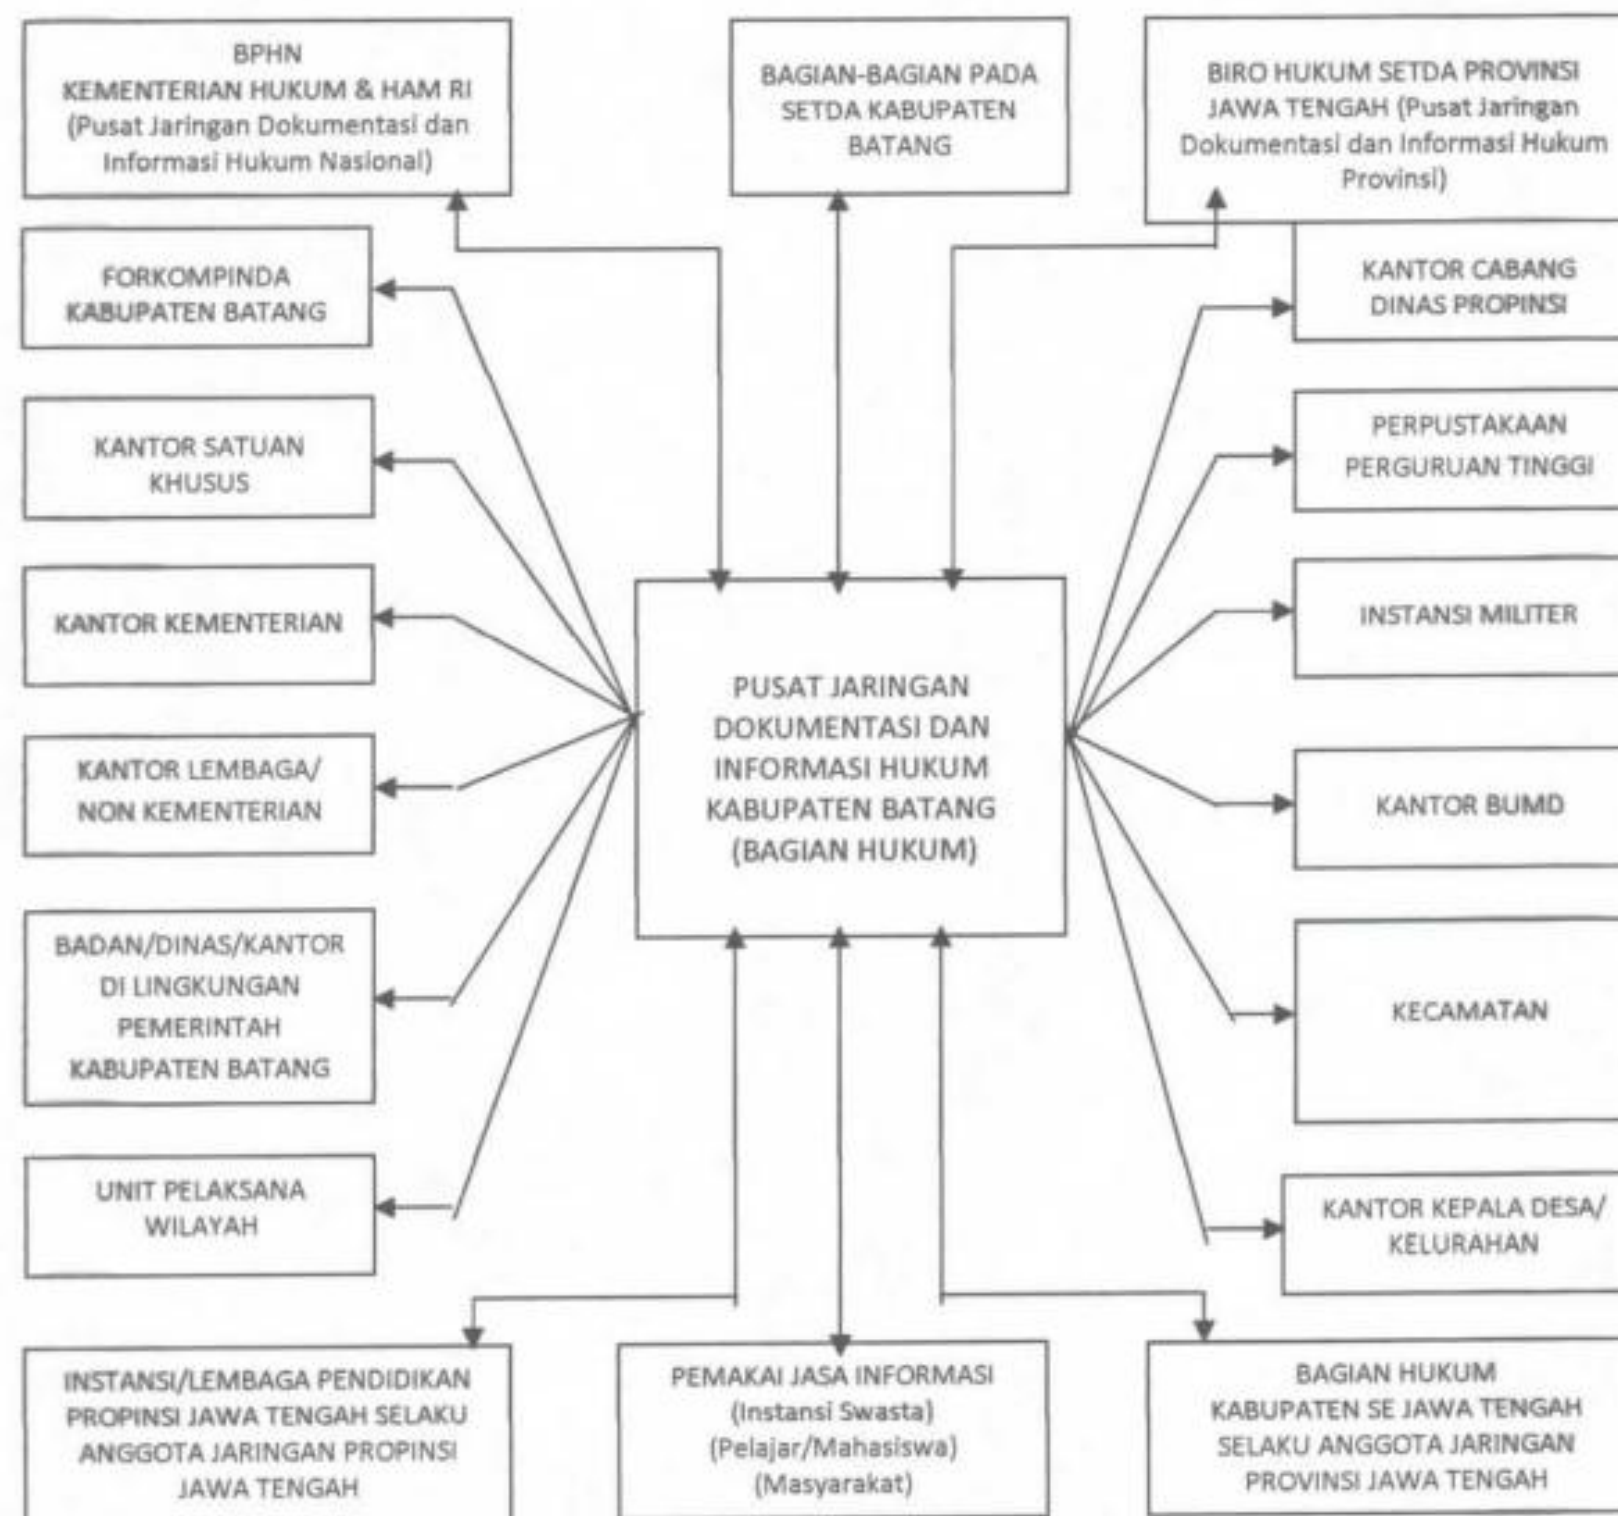 BPHN
KEMENTERIAN HUKUM & HAM RI
(Pusat Jaringan Dokumentasi dan
Informasi Hukum Nasional)
BAGIAN-BAGIAN PADA
SETDA KABUPATEN
BATANG
BIRO HUKUM SETDA PROVINSI
JAWA TENGAH (Pusat Jaringan
Dokumentasi dan Informasi Hukum
Provinsi)
FORKOMPINDA
KABUPATEN BATANG
KANTOR SATUAN
KHUSUS
KANTOR KEMENTERIAN
KANTOR LEMBAGA/
NON KEMENTERIAN
BADAN/DINAS/KANTOR
DI LINGKUNGAN
PEMERINTAH
KABUPATEN BATANG
UNIT PELAKSANA
WILAYAH
PUSAT JARINGAN
DOKUMENTASI DAN
INFORMASI HUKUM
KABUPATEN BATANG
(BAGIAN HUKUM)
KANTOR CABANG
DINAS PROPINSI
PERPUSTAKAAN
PERGURUAN TINGGI
INSTANSI MILITER
KANTOR BUMD
KECAMATAN
KANTOR KEPALA DESA/
KELURAHAN
INSTANSI/LEMBAGA PENDIDIKAN
PROPINSI JAWA TENGAH SELAKU
ANGGOTA JARINGAN PROPINSI
JAWA TENGAH
PEMAKAI JASA INFORMASI
(Instansi Swasta)
(Pelajar/Mahasiswa)
(Masyarakat)
BAGIAN HUKUM
KABUPATEN SE JAWA TENGAH
SELAKU ANGGOTA JARINGAN
PROVINSI JAWA TENGAH